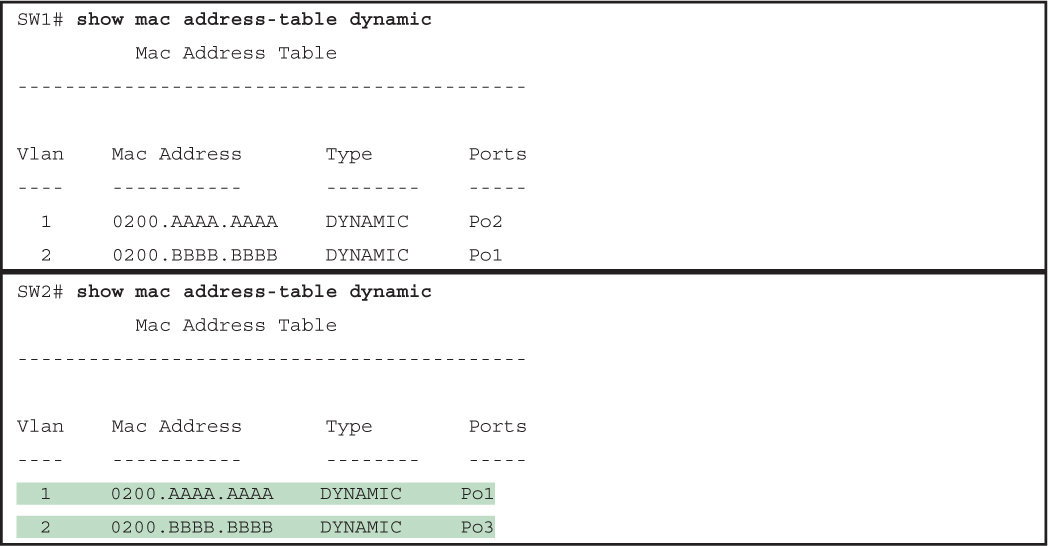 SW1# show mac address-table dynamic
Mac Address Table
-------------------------------------------
Vlan Mac Address Type Ports
---- ----------- -------- -----
1 0200.AAAA.AAAA DYNAMIC Po2
2 0200.BBBB.BBBB DYNAMIC Po1
SW2# show mac address-table dynamic
Mac Address Table
-------------------------------------------
Vlan Mac Address Type Ports
---- ----------- -------- -----
1 0200.AAAA.AAAA DYNAMIC Po1
2 0200.BBBB.BBBB DYNAMIC Po3